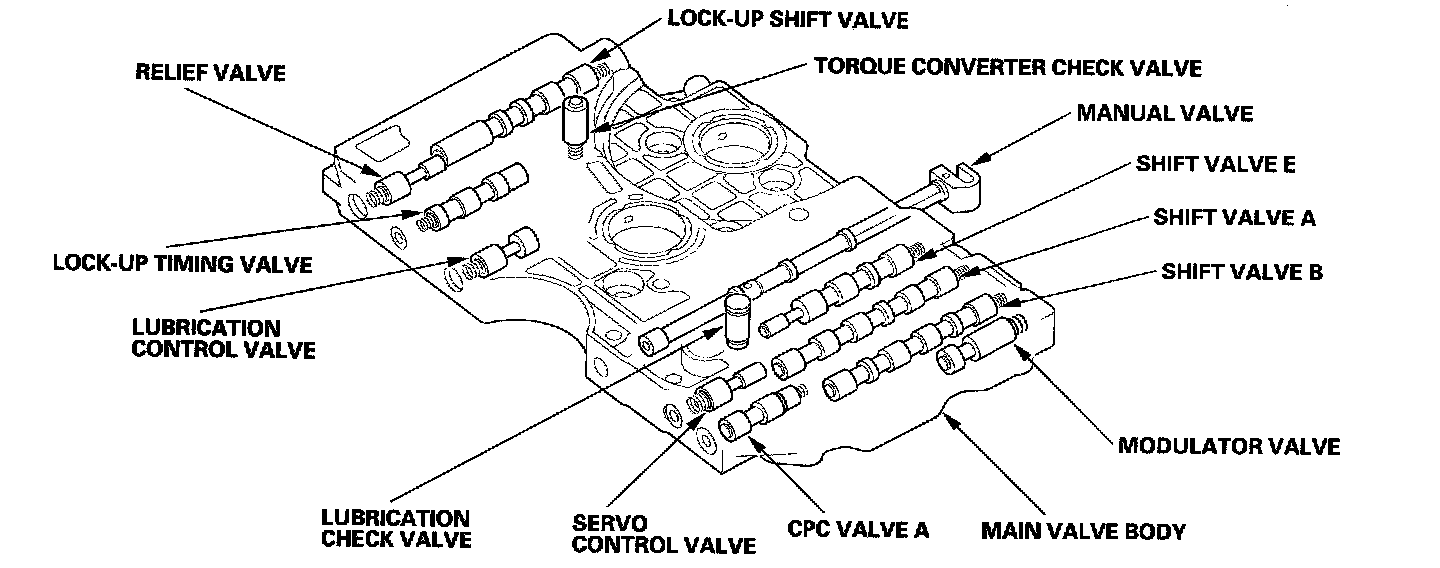 LOCK-UP SHIFT VALVE
RELIEF VALVE
TORQUE CONVERTER CHECK VALVE
MANUAL VALVE
SHIFT VALVE E
SHIFT VALVE A
LOCK-UP TIMING VALVE
SHIFT VALVE B
LUBRICATION
CONTROL VALVE
MODULATOR VALVE
LUBRICATION
CHECK VALVE
SERVO
CONTROL VALVE
CPC VALVE A
MAIN VALVE BODY